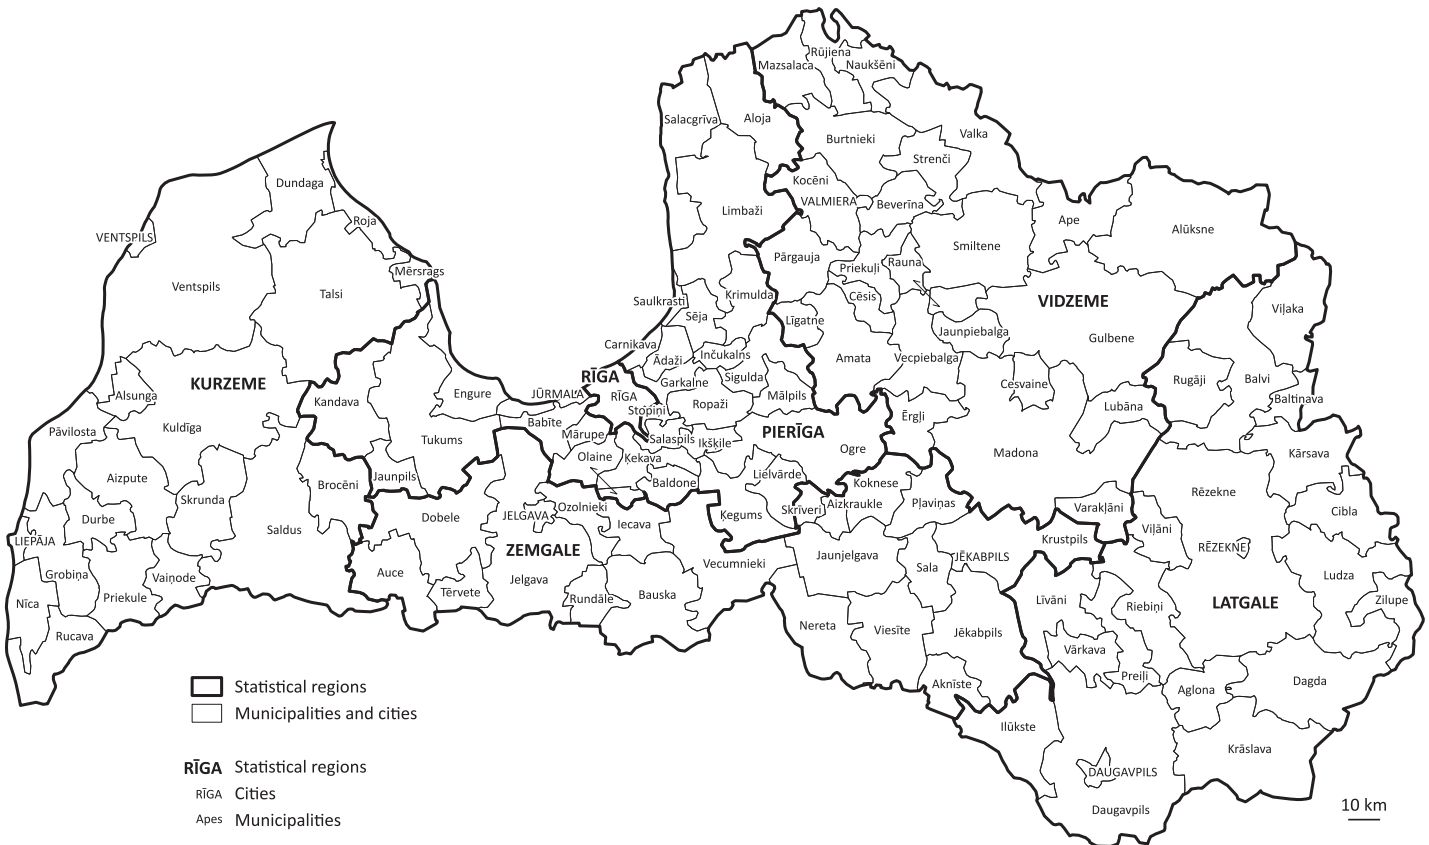 Rūjiena
Mazsalaca
Naukšēni
Salacgrīva
Aloja
Burtnieki
Valka
Strenči
Dundaga
Kocēni
VALMIERA
Beverīna
Limbaži
Roja
Ape
Alūksne
VENTSPILS
Smiltene
Pārgauja
Priekuļi
Rauna
Mērsrags
Ventspils
Talsi
Krimulda
Cēsis
Saulkrasti
VIDZEME
Viļaka
Sēja
Līgatne
Jaunpiebalga
Gulbene
Carnikava
Ādaži
Inčukalns
Amata
Vecpiebalga
RĪGA
Garkalne
Sigulda
Cesvaine
Rugāji
Balvi
KURZEME
Alsunga
Kandava
Engure
JŪRMALA
RĪGA
Mālpils
Baltinava
Stopiņi
Ropaži
Lubāna
Ērgļi
Pāvilosta
Kuldīga
Tukums
Babīte
Mārupe
Salaspils
Ikšķile
PIERĪGA
Ogre
Madona
Kārsava
Olaine
Ķekava
Aizpute
Jaunpils
Brocēni
Baldone
Lielvārde
Koknese
Rēzekne
Skrunda
Durbe
Dobele
JELGAVA
Ozolnieki
Iecava
Ķegums
Skrīveri
Aizkraukle
Pļaviņas
Varakļāni
Cibla
Saldus
LIEPĀJA
Viļāni
Krustpils
RĒZEKNE
ZEMGALE
Vecumnieki
Jaunjelgava
Sala
JĒKABPILS
Grobiņa
Vaiņode
Auce
Jelgava
Ludza
Nīca
Priekule
Tērvete
Rundāle
Bauska
Līvāni
Riebiņi
LATGALE
Zilupe
Rucava
Nereta
Viesīte
Jēkabpils
Vārkava
Preiļi
Aknīste
Aglona
Dagda
Ilūkste
Krāslava
DAUGAVPILS
Daugavpils
Statistical regions
Municipalities and cities
RĪGA Statistical regions
RĪGA Cities
Apes Municipalities
10 km